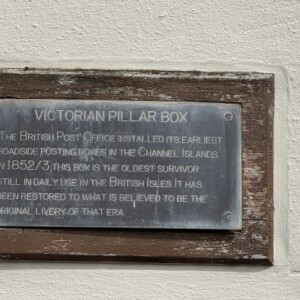 VICTORIAN PILLAR BOX
THE BRITISH POST OFFICE INSTALLED ITS EARLIEST
ROADSIDE POSTING BOXES IN THE CHANNEL ISLANDS
IN 1852/3; THIS BOX IS THE OLDEST SURVIVOR
STILL IN DAILY USE IN THE BRITISH ISLES IT HAS
BEEN RESTORED TO WHAT IS BELIEVED TO BE THE
ORIGINAL LIVERY OF THAT ERA